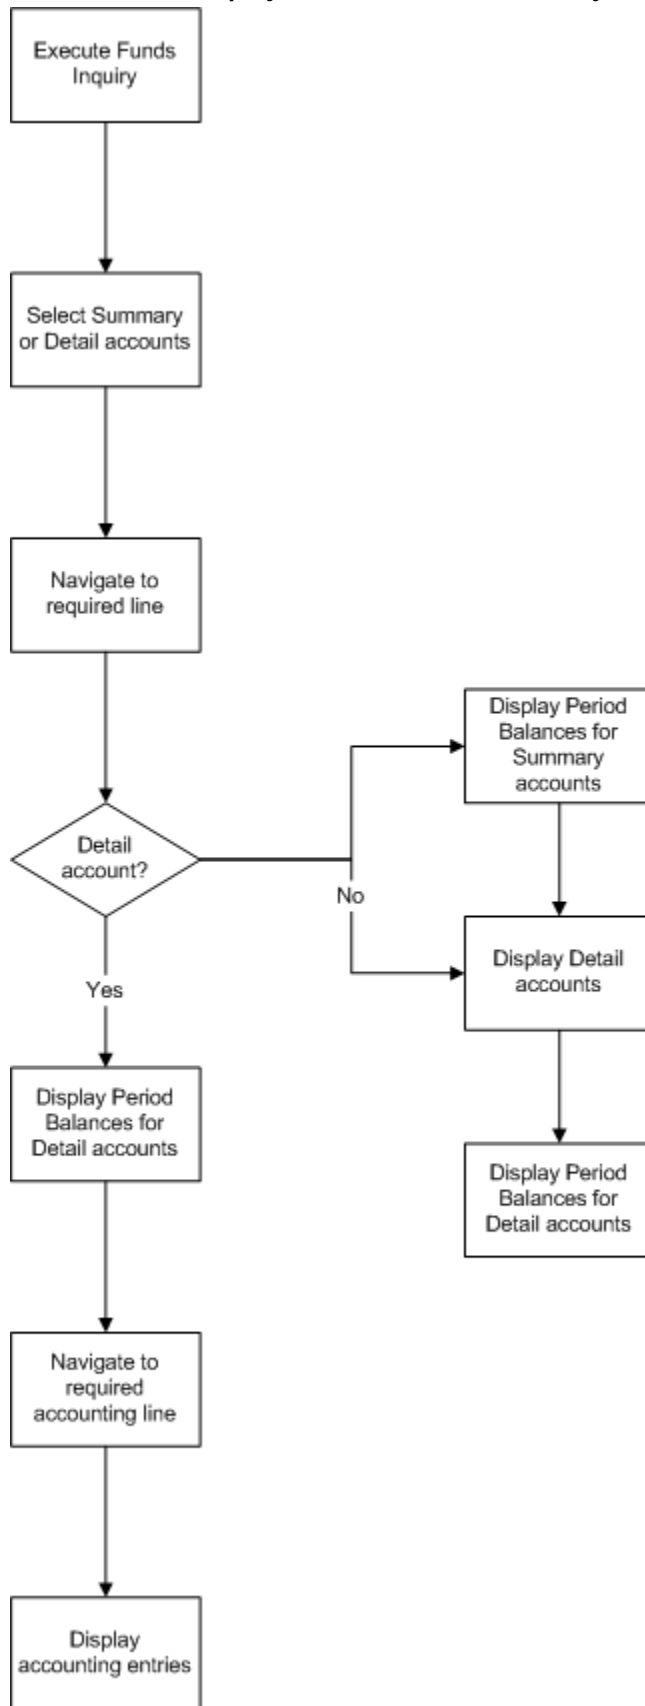 Execute Funds
Inquiry
Select Summary
or Detail accounts
Navigate to
required line
Detail
account?
No
Yes
Display Period
Balances for
Summary
accounts
Display Detail
accounts
Display Period
Balances for
Detail accounts
Display Period
Balances for
Detail accounts
Navigate to
required
accounting line
Display
accounting entries